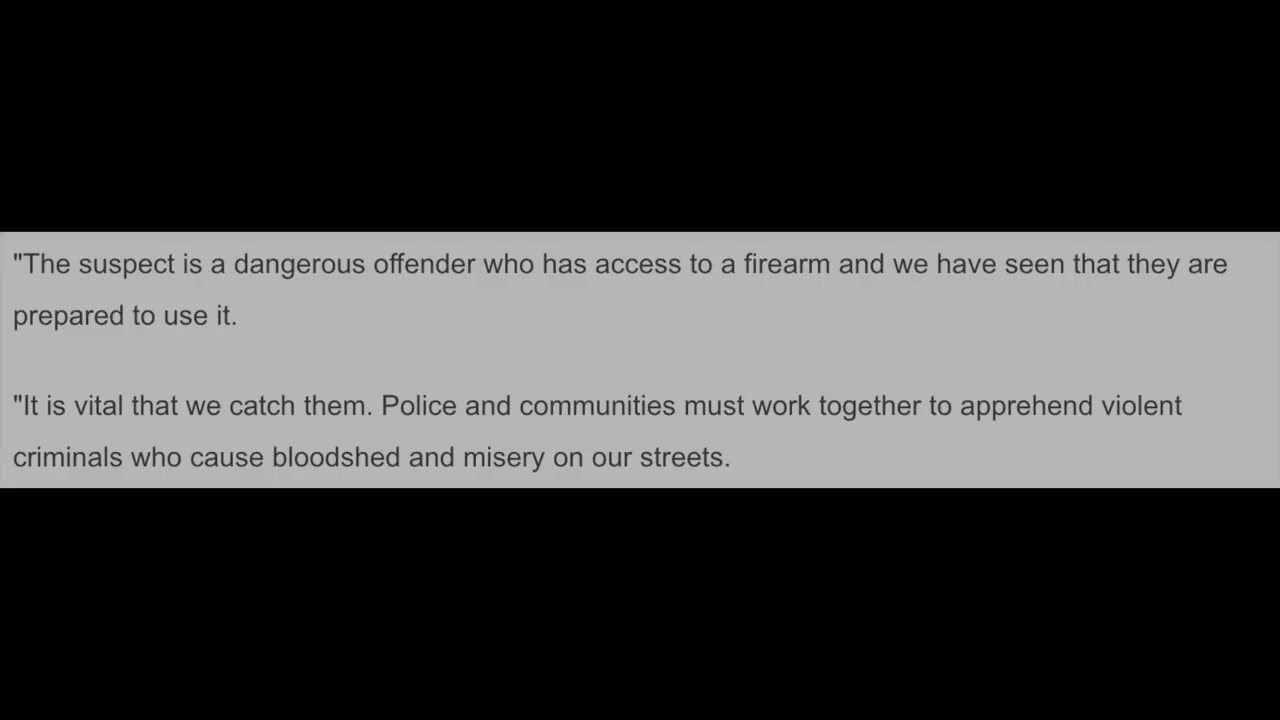 "The suspect is a dangerous offender who has access to a firearm and we have seen that they are
prepared to use it.
"It is vital that we catch them. Police and communities must work together to apprehend violent
criminals who cause bloodshed and misery on our streets.